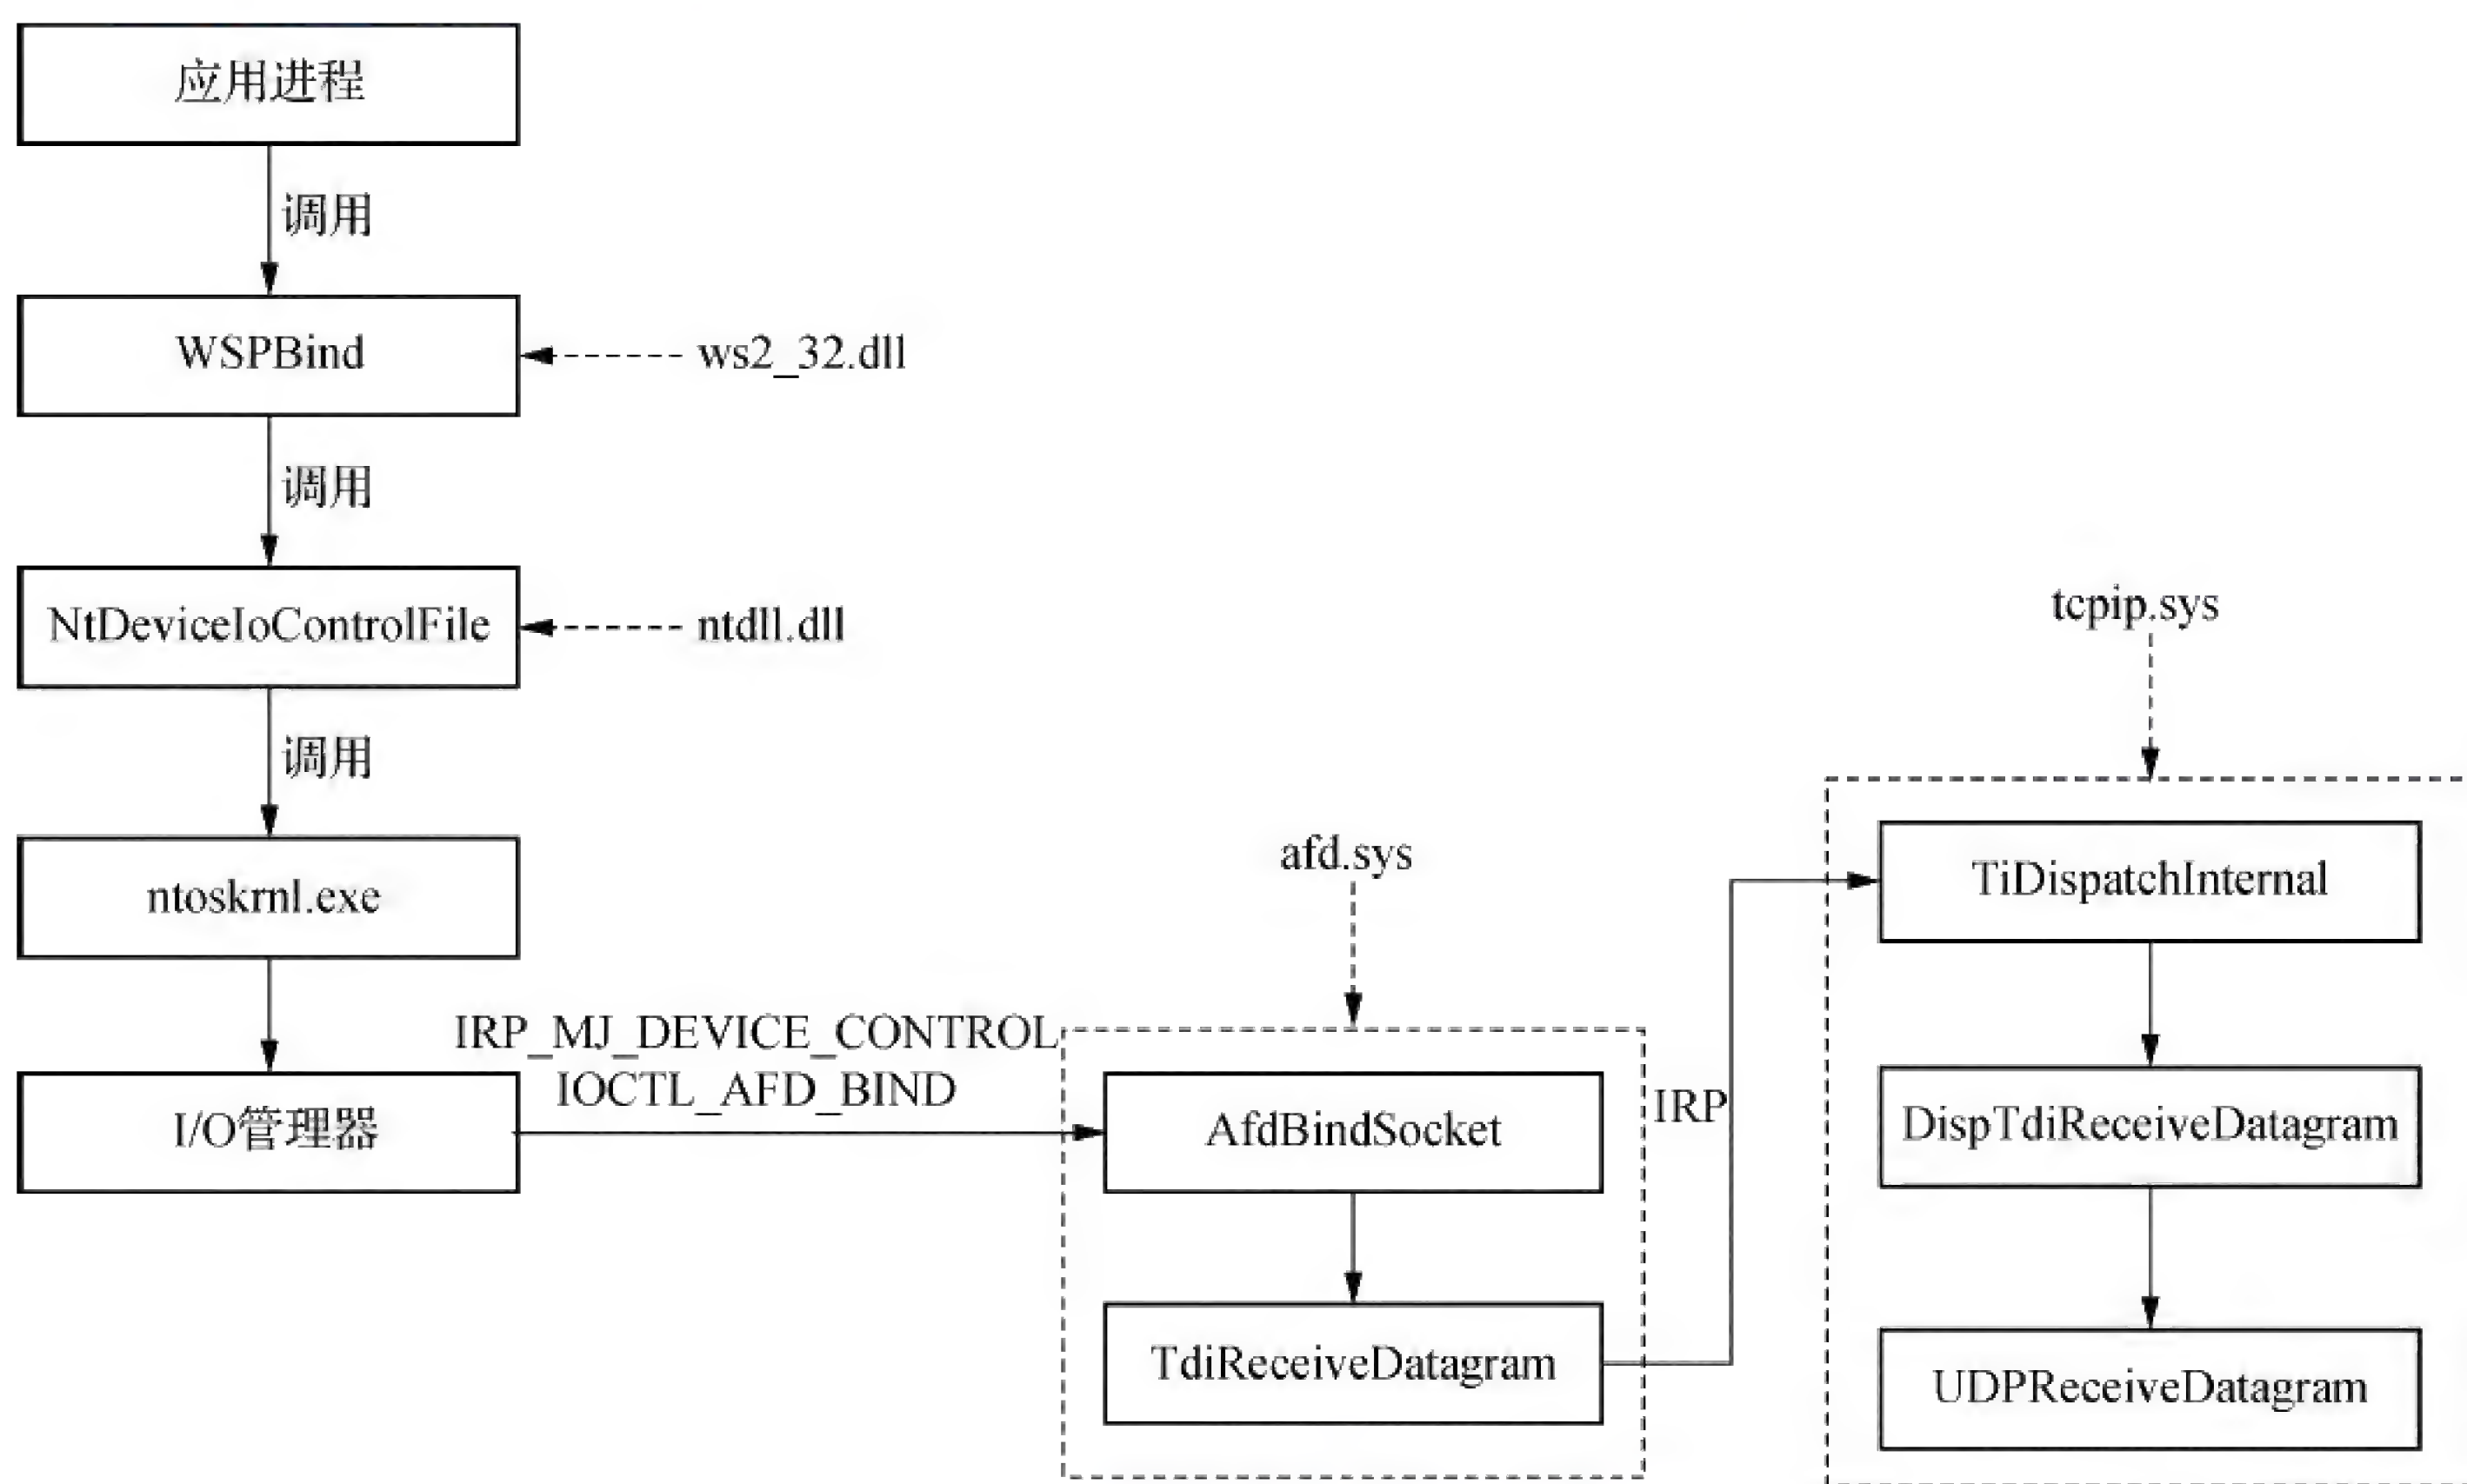 应用进程
调用
WSPBind
ws2_32.dll
调用
NtDeviceIoControlFile
ntdll.dll
调用
ntoskrnl.exe
I/O管理器
IRP_MJ_DEVICE_CONTROL
IOCTL_AFD_BIND
afd.sys
AfdBindSocket
TdiReceiveDatagram
IRP
tcpip.sys
TiDispatchInternal
DispTdiReceiveDatagram
UDPReceiveDatagram